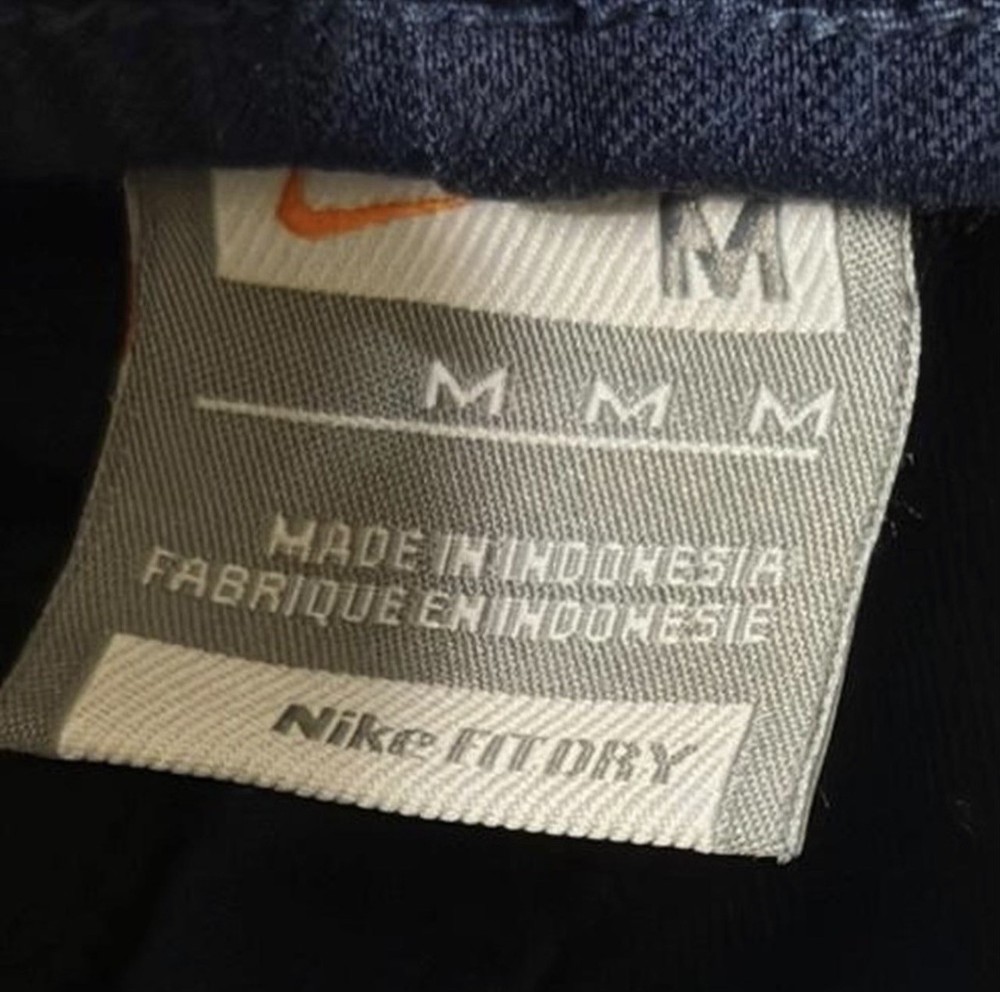 M
M M M
MADE IN INDONESIA
FABRIQUE EN INDONESIE
Nike FIT DRY